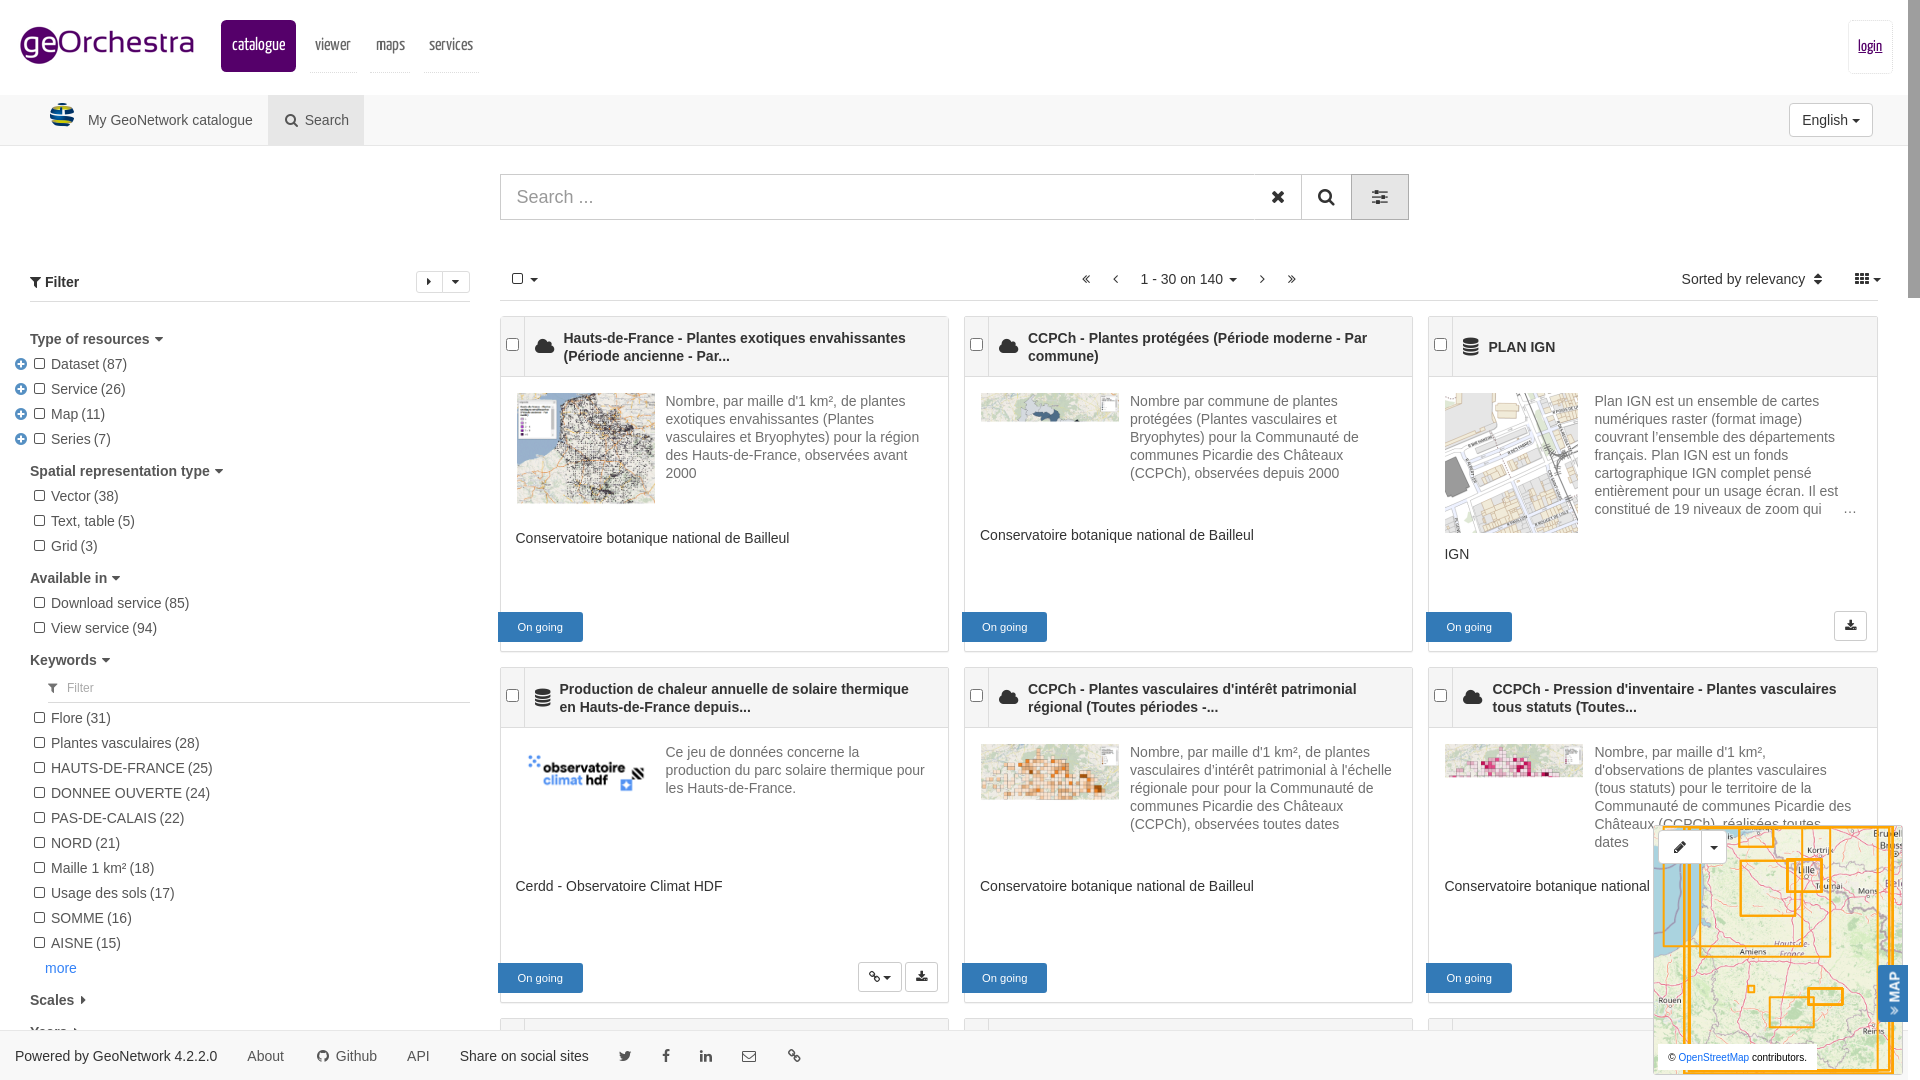 geOrchestra
catalogue
viewer
maps
services
login
My GeoNetwork catalogue
Search
English
Search ...
Filter
1 - 30 on 140
Sorted by relevancy
Type of resources
Dataset (87)
Service (26)
Map (11)
Series (7)
Spatial representation type
Vector (38)
Text, table (5)
Grid (3)
Available in
Download service (85)
View service (94)
Keywords
Filter
Flore (31)
Plantes vasculaires (28)
HAUTS-DE-FRANCE (25)
DONNEE OUVERTE (24)
PAS-DE-CALAIS (22)
NORD (21)
Maille 1 km² (18)
Usage des sols (17)
SOMME (16)
AISNE (15)
more
Scales
Hauts-de-France - Plantes exotiques envahissantes
(Période ancienne - Par...
Nombre, par maille d'1 km², de plantes
exotiques envahissantes (Plantes
vasculaires et Bryophytes) pour la région
des Hauts-de-France, observées avant
2000
Conservatoire botanique national de Bailleul
On going
CCPCh - Plantes protégées (Période moderne - Par
commune)
Nombre par commune de plantes
protégées (Plantes vasculaires et
Bryophytes) pour la Communauté de
communes Picardie des Châteaux
(CCPCh), observées depuis 2000
Conservatoire botanique national de Bailleul
On going
PLAN IGN
Plan IGN est un ensemble de cartes
numériques raster (format image)
couvrant l'ensemble des départements
français. Plan IGN est un fonds
cartographique IGN complet pensé
entièrement pour un usage écran. Il est
constitué de 19 niveaux de zoom qui ...
IGN
On going
Production de chaleur annuelle de solaire thermique
en Hauts-de-France depuis...
observatoire
climat hdf
Ce jeu de données concerne la
production du parc solaire thermique pour
les Hauts-de-France.
Cerdd - Observatoire Climat HDF
On going
CCPCh - Plantes vasculaires d'intérêt patrimonial
régional (Toutes périodes -...
Nombre, par maille d'1 km², de plantes
vasculaires d'intérêt patrimonial à l'échelle
régionale pour pour la Communauté de
communes Picardie des Châteaux
(CCPCh), observées toutes dates
Conservatoire botanique national de Bailleul
On going
CCPCh - Pression d'inventaire - Plantes vasculaires
tous statuts (Toutes...
Nombre, par maille d'1 km²,
d'observations de plantes vasculaires
(tous statuts) pour le territoire de la
Communauté de communes Picardie des
Châteaux (CCPCh), réalisées toutes
dates
Conservatoire botanique national
On going
Kortrijk
Lille
Tournai
Mons
Amiens
Hauts-de-
France
Rouen
Reims
MAP
© OpenStreetMap contributors.
Powered by GeoNetwork 4.2.2.0
About
Github
API
Share on social sites